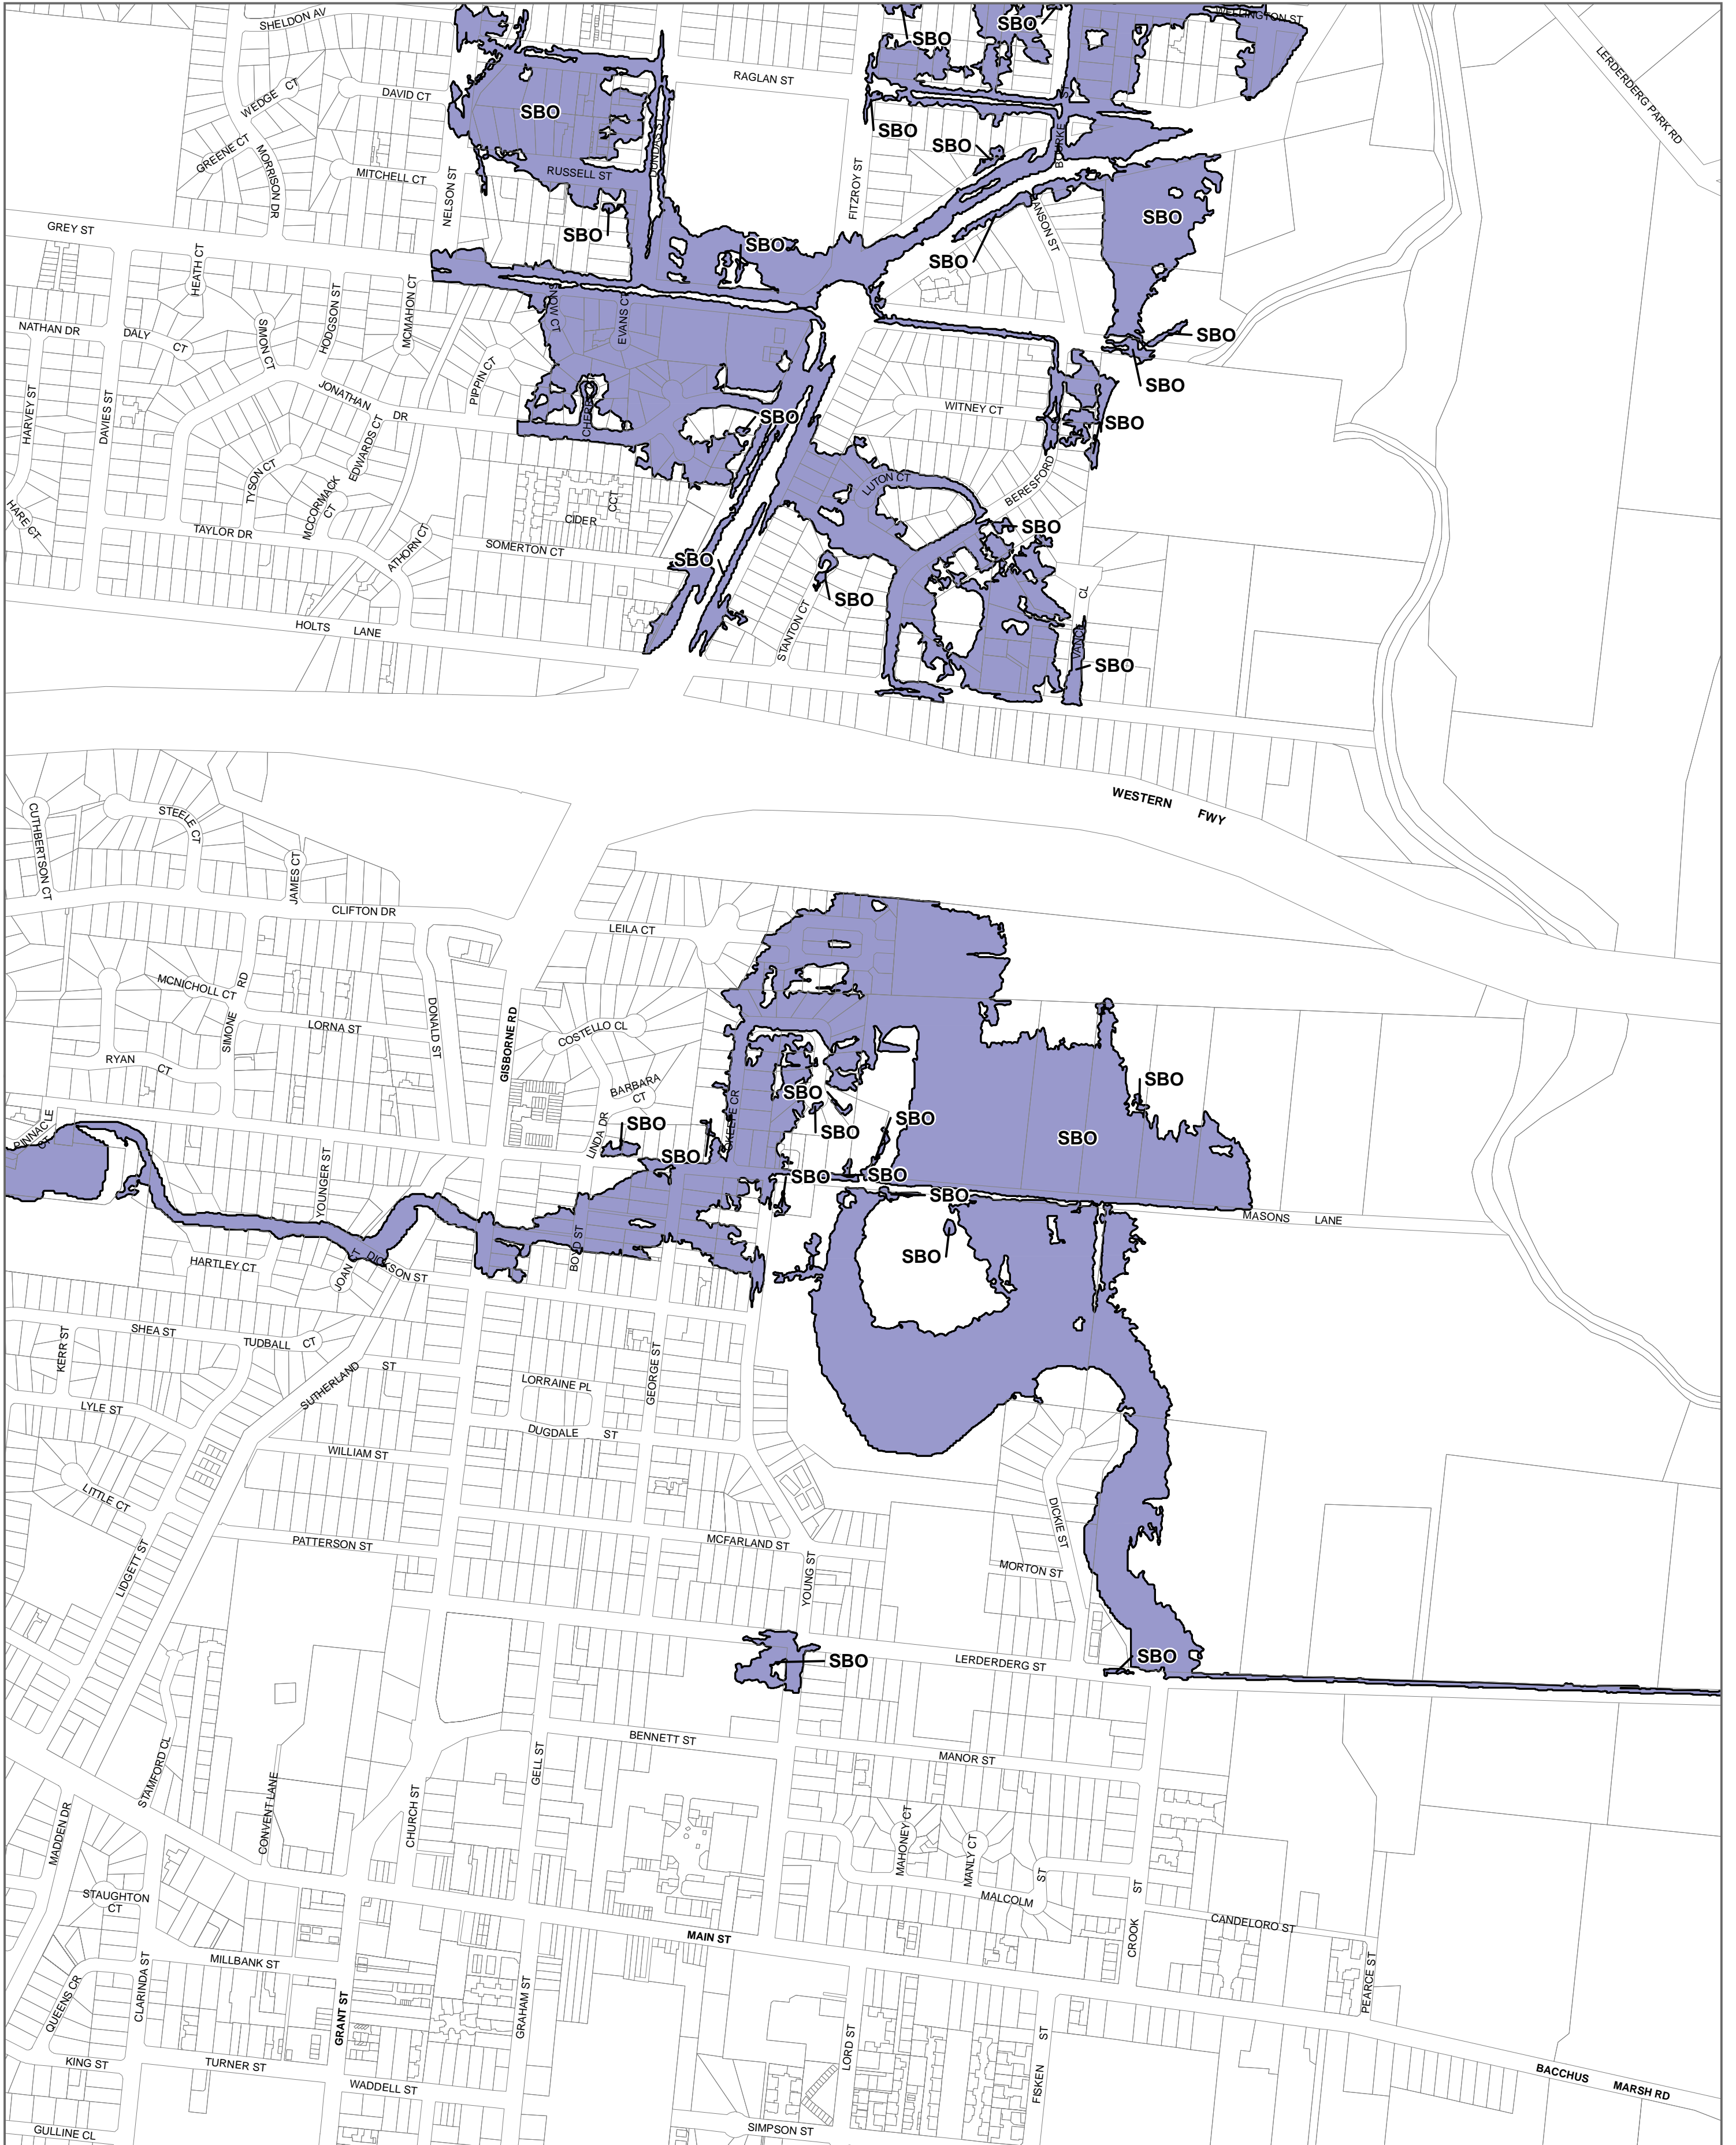 SHELDON AV
WELLINGTON ST
SBO
SBO
LERDERDERG PARK RD
RAGLAN ST
WEDGE CT
DAVID CT
SBO
ST
SBO
SBO
BOURKE
GREENE CT
MORRISON DR
MITCHELL CT
NELSON ST
RUSSELL ST
FITZROY ST
SBO
GREY ST
SBO
SBO
SBO
HEATH CT
HODGSON ST
MCMAHON CT
EVANS CT
NATHAN DR
DALY
CT
SIMON CT
SBO
PIPPIN CT
SBO
HARVEY ST
DAVIES ST
JONATHAN
DR
SBO
WITNEY CT
SBO
EDWARDS CT
TYSON CT
MCCORMACK
CT
LUTON CT
BERESFORD
HARE CT
CIDER
CCT
SBO
TAYLOR DR
ATHORN CT
SOMERTON CT
SBO
SBO
CL
HOLTS
LANE
STANTON CT
SBO
WESTERN
FWY
CUTHBERTSON CT
STEELE CT
JAMES CT
CLIFTON DR
LEILA CT
MCNICHOLL CT
RD
SIMONE
LORNA ST
DONALD ST
GISBORNE RD
COSTELLO CL
RYAN
CT
BARBARA
CT
SBO
SBO
PINNACLE
CT
LINDA DR
SBO
SBO
SBO
SBO
SBO
YOUNGER ST
SBO
SBO
SBO
MASONS
LANE
BOYD ST
SBO
HARTLEY CT
DICKSON ST
SHEA ST
TUDBALL
CT
KERR ST
SUTHERLAND
ST
LORRAINE PL
GEORGE ST
LYLE ST
DUGDALE
ST
WILLIAM ST
LITTLE CT
DICKIE ST
PATTERSON ST
MCFARLAND ST
LIDGETT ST
YOUNG ST
MORTON ST
SBO
LERDERDERG ST
SBO
BENNETT ST
MANOR ST
STAMFORD CL
GELL ST
CONVENT LANE
CHURCH ST
MADDEN DR
MAHONEY CT
MANLY CT
ST
STAUGHTON
CT
MALCOLM
ST
CROOK
CANDELORO ST
MAIN ST
MILLBANK ST
CLARINDA ST
QUEENS CR
GRANT ST
GRAHAM ST
PEARCE ST
LORD ST
ST
FISKEN
KING ST
TURNER ST
WADDELL ST
BACCHUS
MARSH RD
GULLINE CL
SIMPSON ST